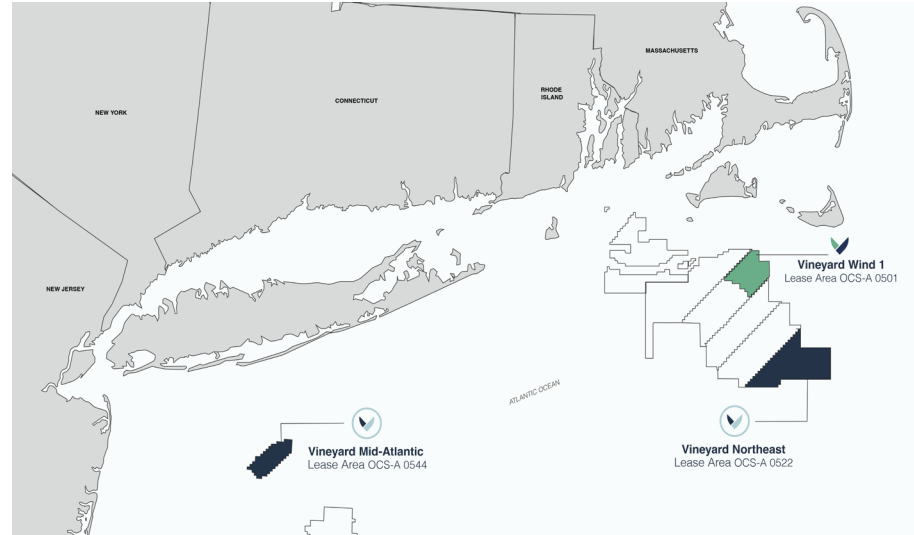 MASSACHUSETTS
RHODE
ISLAND
CONNECTICUT
NEW YORK
NEW JERSEY
Vineyard Wind 1
Lease Area OCS-A 0501
ATLANTIC OCEAN
Vineyard Mid-Atlantic
Lease Area OCS-A 0544
Vineyard Northeast
Lease Area OCS-A 0522